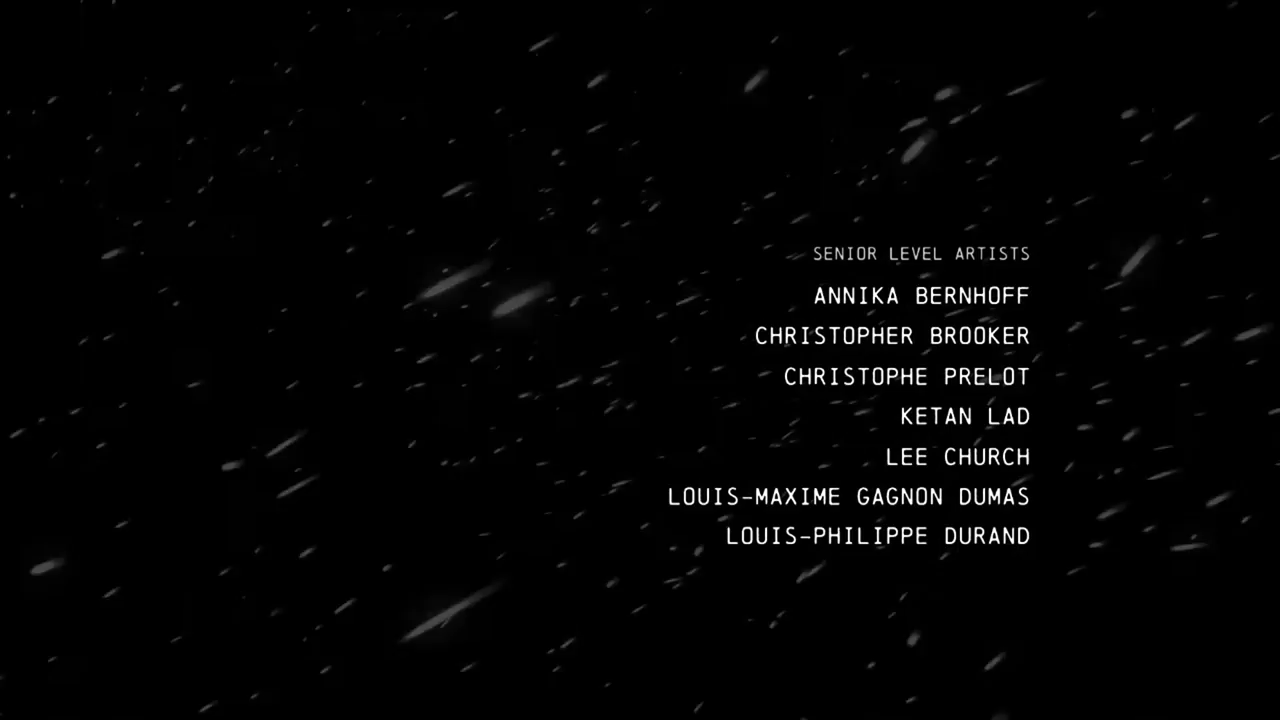 SENIOR LEVEL ARTISTS
ANNIKA BERNHOFF
CHRISTOPHER BROOKER
CHRISTOPHE PRELOT
KETAN LAD
LEE CHURCH
LOUIS-MAXIME GAGNON DUMAS
LOUIS-PHILIPPE DURAND